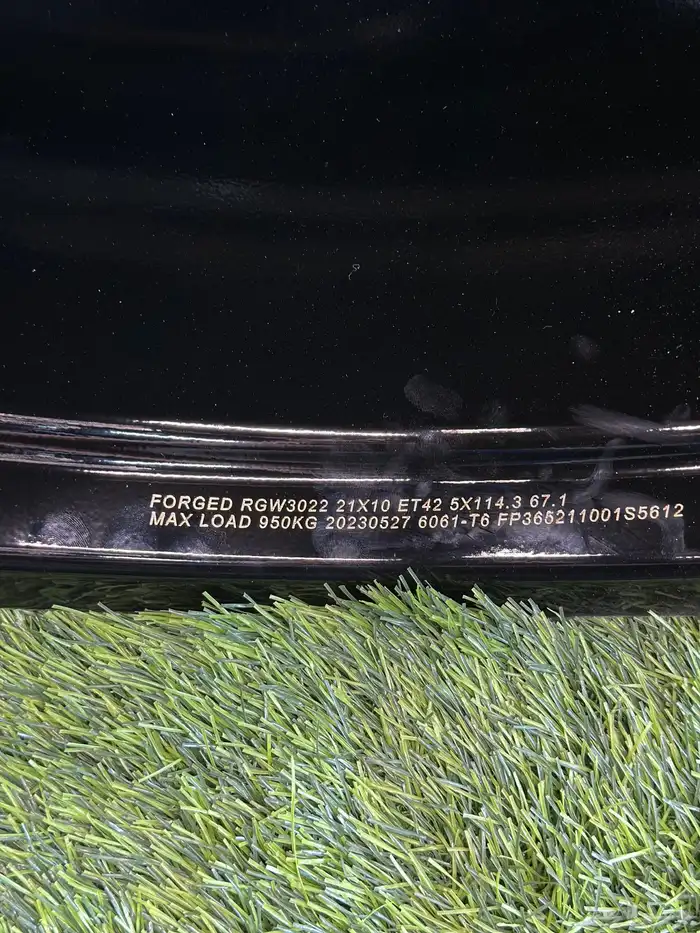 FORGED RGW3022 21X10 ET42 5X114.3 67.1
MAX LOAD 950KG 20230527 6061-T6 FP365211001S5612